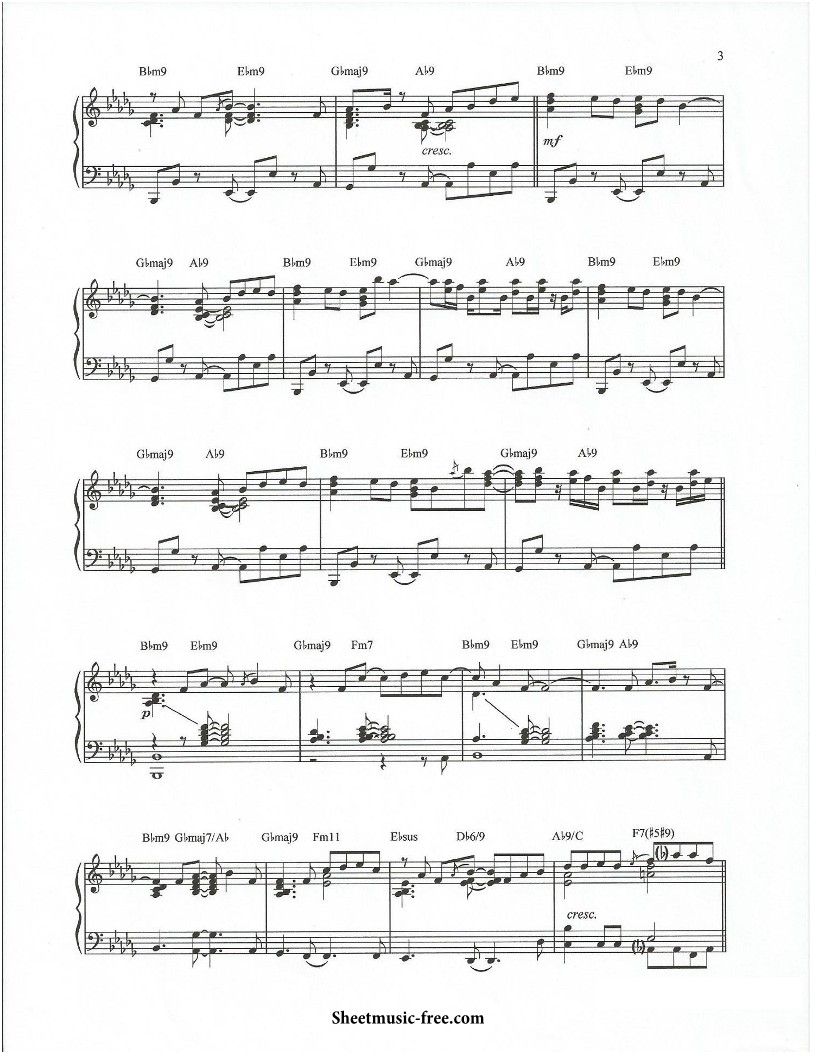 3
B♭m9 E♭m9 G♭maj9 A♭9 B♭m9 E♭m9
cresc. mf
G♭maj9 A♭9 B♭m9 E♭m9 G♭maj9 A♭9 B♭m9 E♭m9
G♭maj9 A♭9 B♭m9 E♭m9 G♭maj9 A♭9
B♭m9 E♭m9 G♭maj9 Fm7 B♭m9 E♭m9 G♭maj9 A♭9
p
B♭m9 G♭maj7/A♭ G♭maj9 Fm11 E♭sus D♭6/9 A♭9/C F7(♯5♯9)
(♭)
cresc.
(♭)
Sheetmusic-free.com